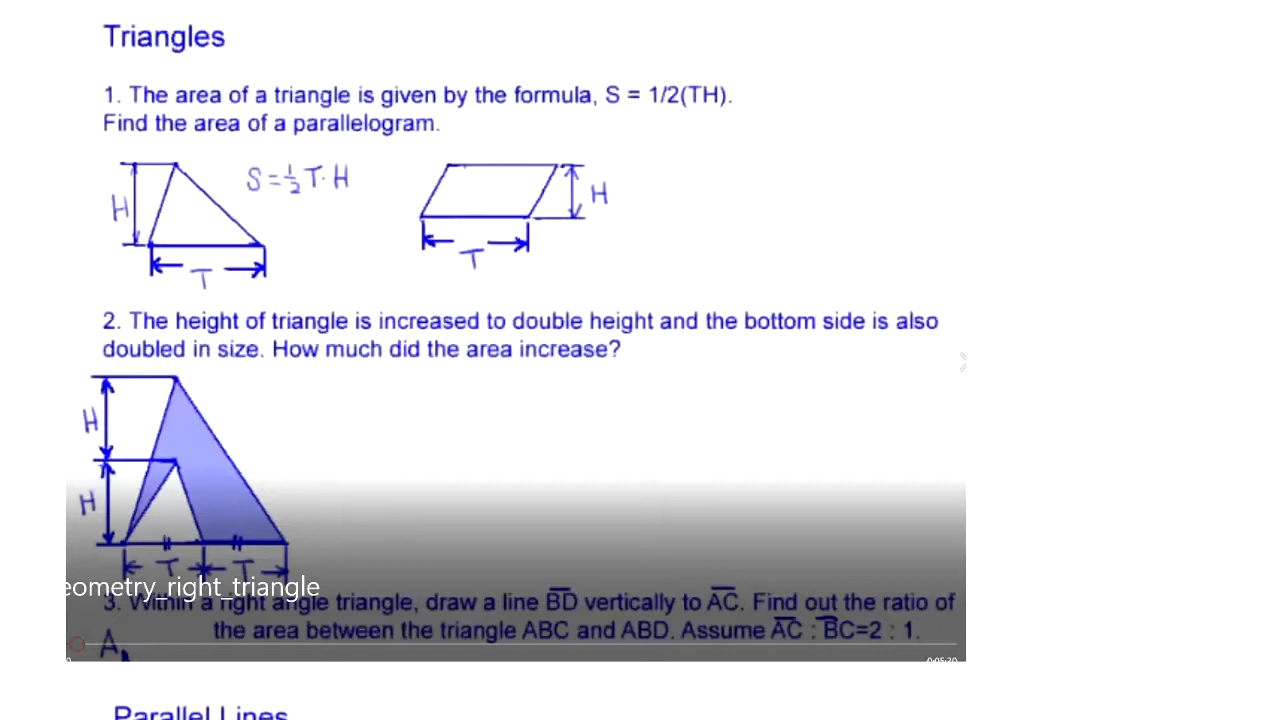 Triangles
1. The area of a triangle is given by the formula, S = 1/2(TH).
Find the area of a parallelogram.
H
S=½T·H
T
H
T
2. The height of triangle is increased to double height and the bottom side is also
doubled in size. How much did the area increase?
H
H
T T
eometry_right_triangle
3. Within a right angle triangle, draw a line BD vertically to AC. Find out the ratio of
the area between the triangle ABC and ABD. Assume AC : BC=2 : 1.
A
0:05:20
Parallel Lines